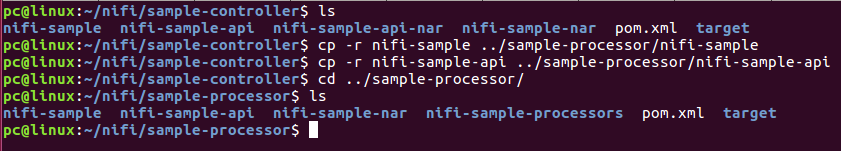 pc@linux:~/nifi/sample-controller$ ls
nifi-sample  nifi-sample-api  nifi-sample-api-nar  nifi-sample-nar  pom.xml  target
pc@linux:~/nifi/sample-controller$ cp -r nifi-sample ../sample-processor/nifi-sample
pc@linux:~/nifi/sample-controller$ cp -r nifi-sample-api ../sample-processor/nifi-sample-api
pc@linux:~/nifi/sample-controller$ cd ../sample-processor/
pc@linux:~/nifi/sample-processor$ ls
nifi-sample  nifi-sample-api  nifi-sample-nar  nifi-sample-processors  pom.xml  target
pc@linux:~/nifi/sample-processor$